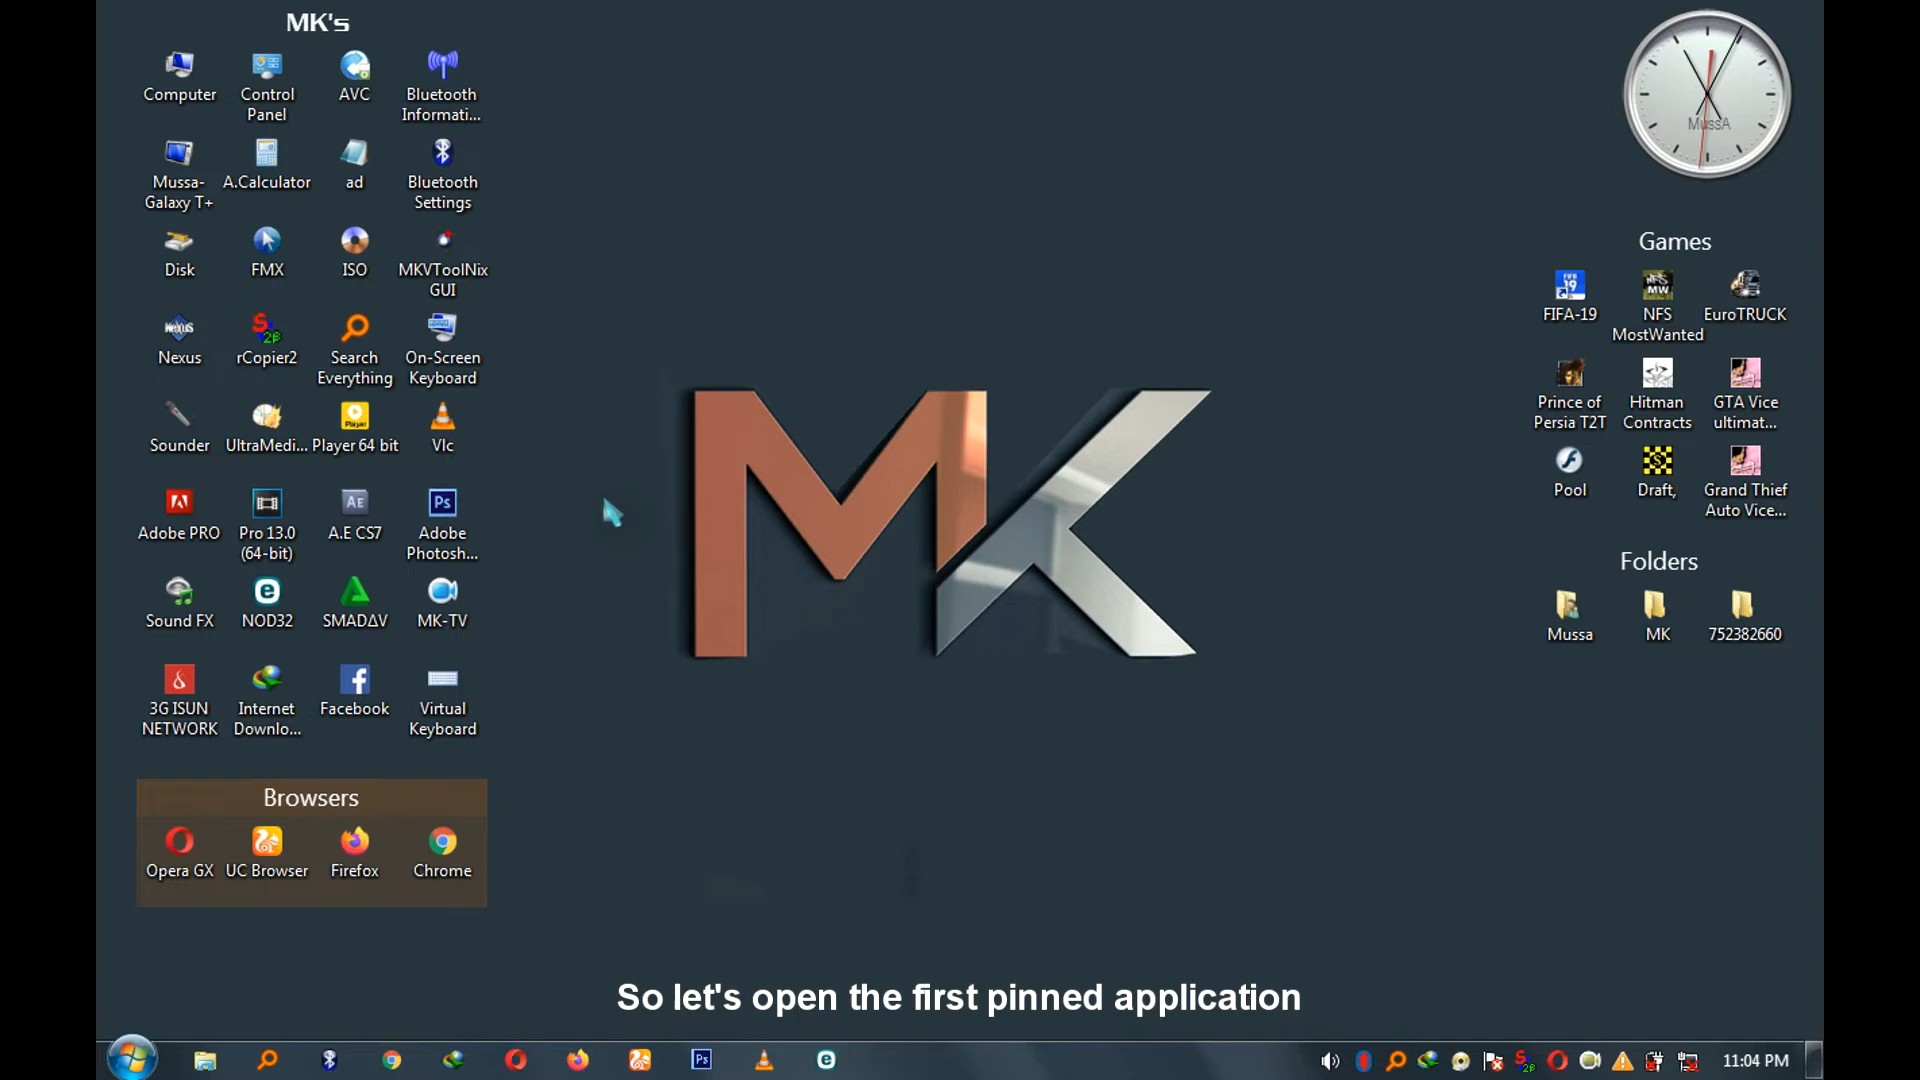 MK's
Computer
Control
Panel
AVC
Bluetooth
Informati...
Mussa-
Galaxy T+
A.Calculator
ad
Bluetooth
Settings
Disk
FMX
ISO
MKVToolNix
GUI
Nexus
rCopier2
Search
Everything
On-Screen
Keyboard
Sounder
UltraMedi...
Player 64 bit
Vlc
Adobe PRO
Pro 13.0
(64-bit)
A.E CS7
Adobe
Photosh...
Sound FX
NOD32
SMADΔV
MK-TV
3G ISUN
NETWORK
Internet
Downlo...
Facebook
Virtual
Keyboard
Browsers
Opera GX
UC Browser
Firefox
Chrome
MK
MussA
Games
FIFA-19
NFS
MostWanted
EuroTRUCK
Prince of
Persia T2T
Hitman
Contracts
GTA Vice
ultimat...
Pool
Draft,
Grand Thief
Auto Vice...
Folders
Mussa
MK
752382660
So let's open the first pinned application
11:04 PM